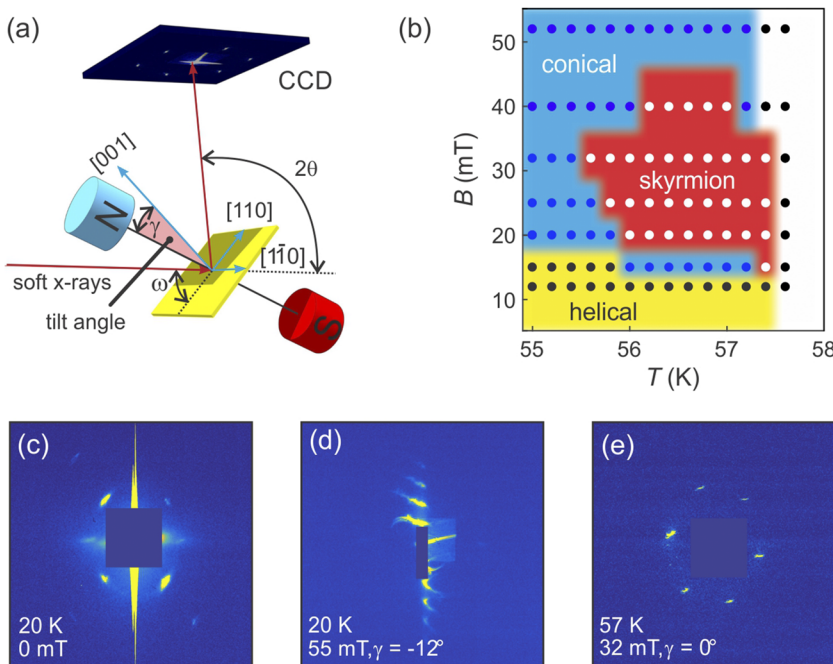 (a)
CCD
[001]
2θ
N
γ
[110]
[11̄0]
soft x-rays
ω
tilt angle
S
(b)
B (mT)
50
40
30
20
10
conical
skyrmion
helical
55
56
57
58
T (K)
(c)
20 K
0 mT
(d)
20 K
55 mT,γ = -12°
(e)
57 K
32 mT,γ = 0°